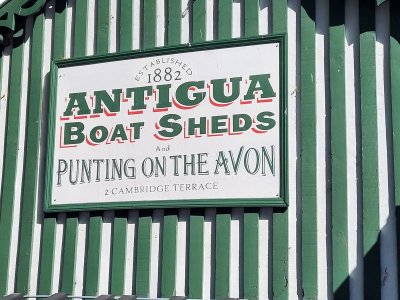 ESTABLISHED
1882
ANTIGUA
BOAT SHEDS
And
PUNTING ON THE AVON
2 CAMBRIDGE TERRACE